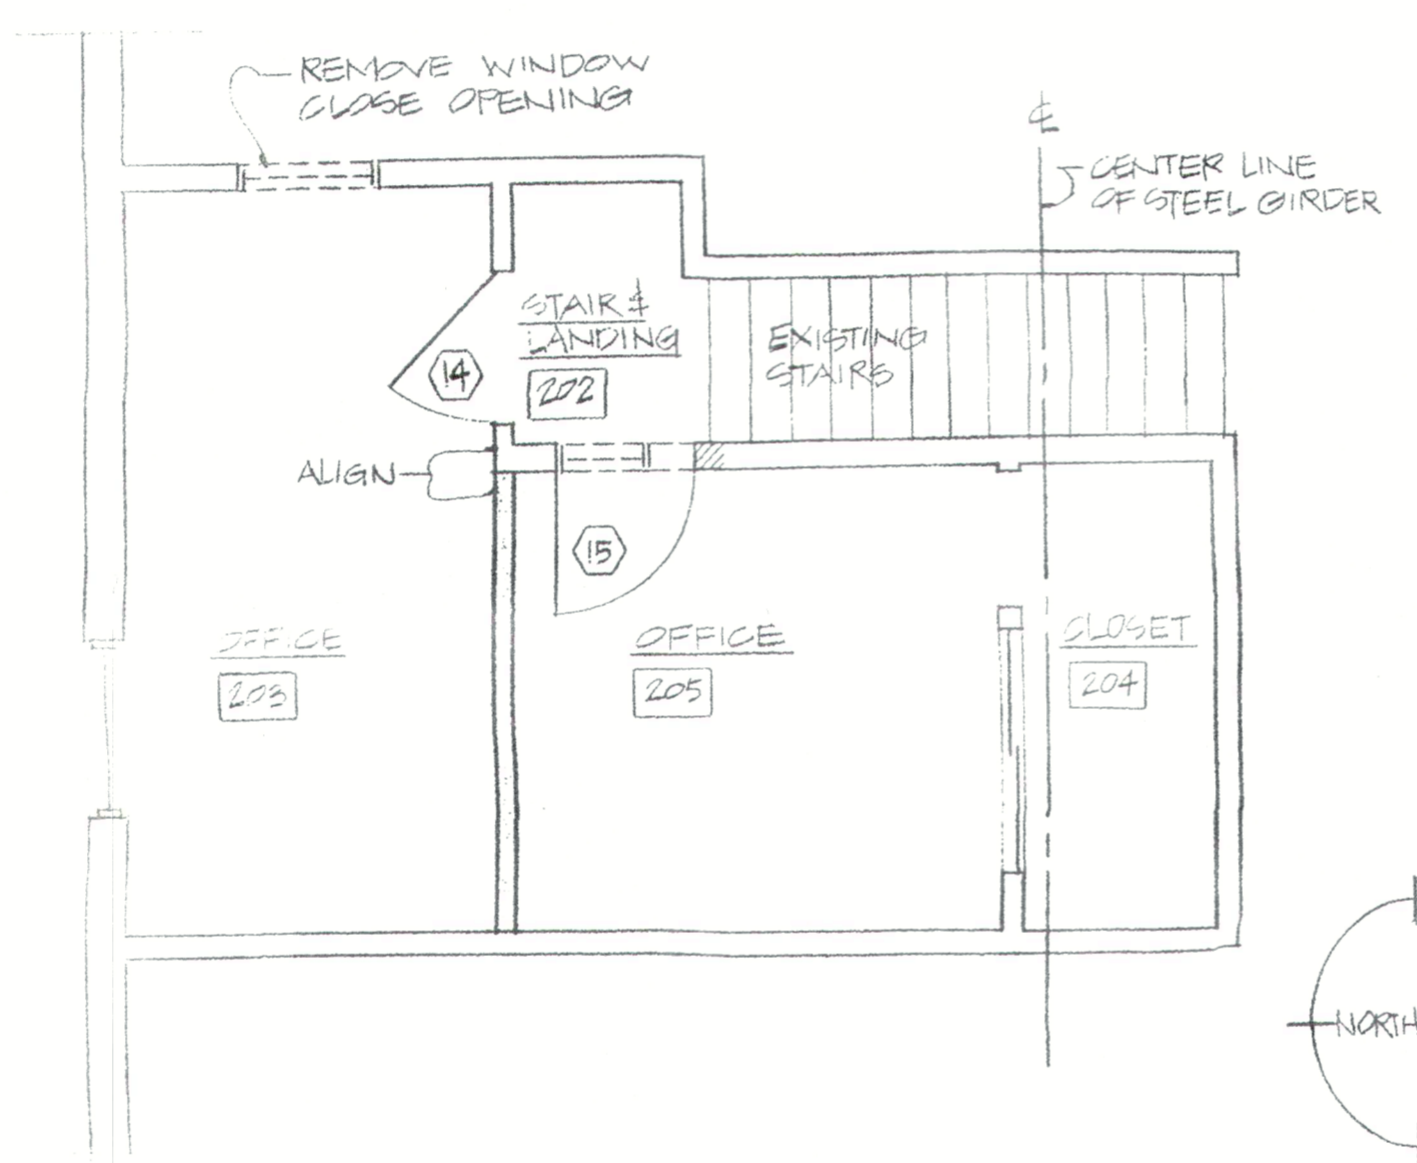 REMOVE WINDOW
CLOSE OPENING
℄
CENTER LINE
OF STEEL GIRDER
STAIR &
LANDING
202
EXISTING
STAIRS
14
ALIGN
15
OFFICE
203
OFFICE
205
CLOSET
204
NORTH